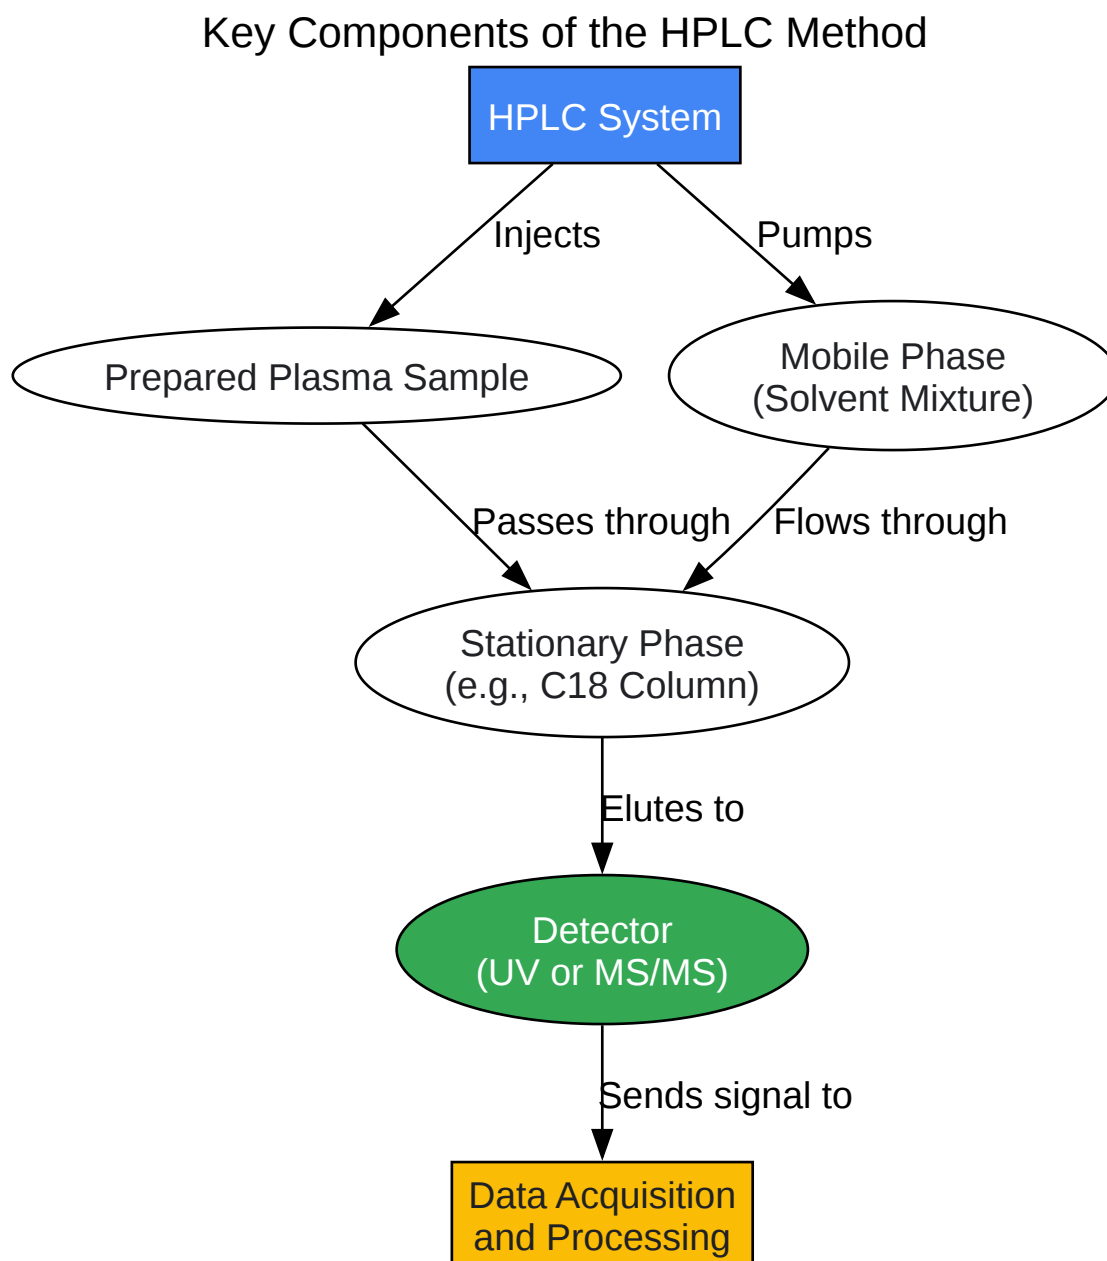 Key Components of the HPLC Method
HPLC System
Injects
Pumps
Prepared Plasma Sample
Mobile Phase
(Solvent Mixture)
Passes through
Flows through
Stationary Phase
(e.g., C18 Column)
Elutes to
Detector
(UV or MS/MS)
Sends signal to
Data Acquisition
and Processing